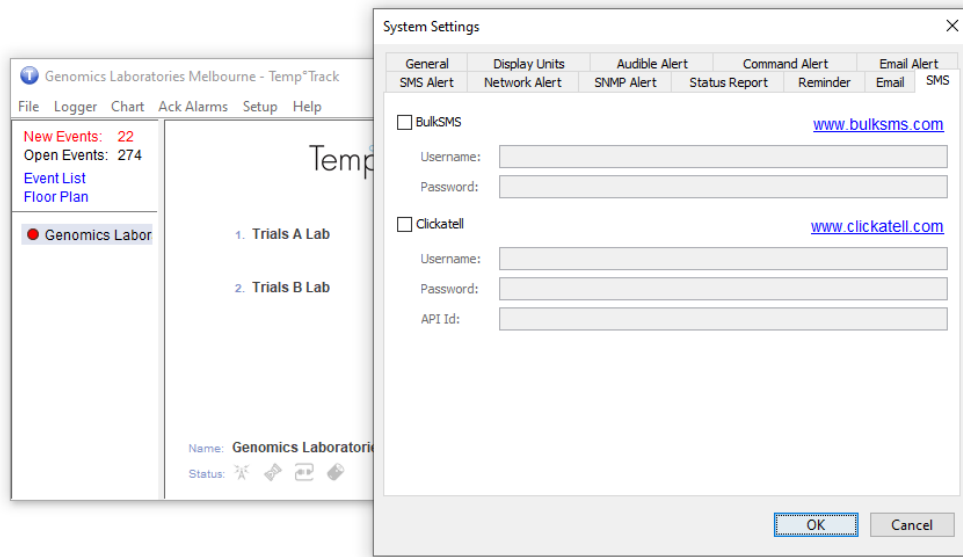 System Settings
General Display Units Audible Alert Command Alert Email Alert
SMS Alert Network Alert SNMP Alert Status Report Reminder Email SMS
BulkSMS www.bulksms.com
Username:
Password:
Clickatell www.clickatell.com
Username:
Password:
API Id:
OK Cancel
T Genomics Laboratories Melbourne - Temp°Track
File Logger Chart Ack Alarms Setup Help
New Events: 22
Open Events: 274
Event List
Floor Plan
Genomics Labor
Temp
1. Trials A Lab
2. Trials B Lab
Name: Genomics Laboratorie
Status: